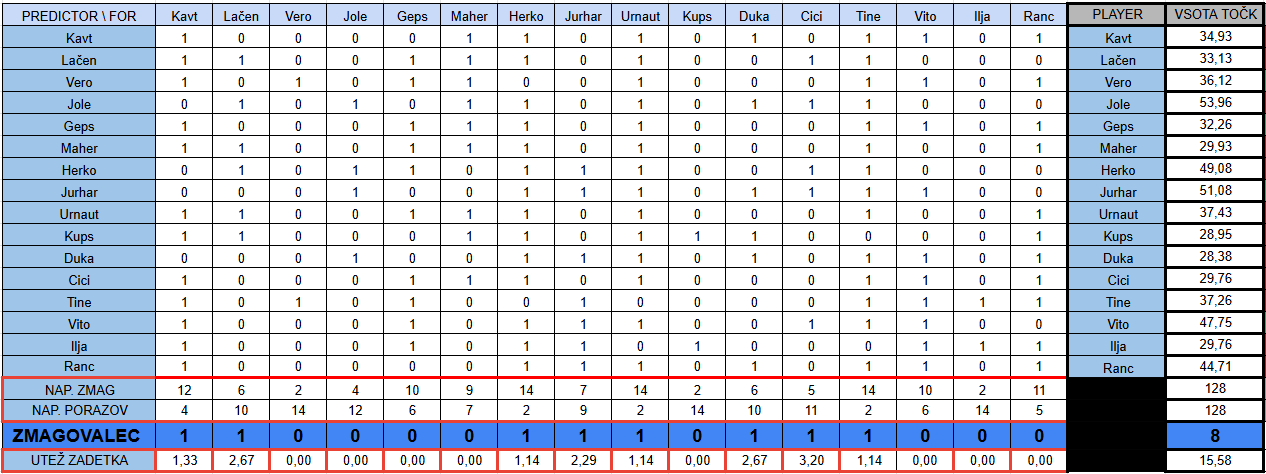 PREDICTOR \ FOR Kavt Lačen Vero Jole Geps Maher Herko Jurhar Urnaut Kups Duka Cici Tine Vito Ilja Ranc PLAYER VSOTA TOČK
Kavt 1 0 0 0 0 1 1 0 1 0 1 0 1 1 0 1 Kavt 34,93
Lačen 1 1 0 0 1 1 1 0 1 0 0 1 1 0 0 0 Lačen 33,13
Vero 1 0 1 0 1 1 0 0 1 0 0 0 1 1 0 1 Vero 36,12
Jole 0 1 0 1 0 1 1 0 1 0 1 1 1 0 0 0 Jole 53,96
Geps 1 0 0 0 1 1 1 0 1 0 0 0 1 1 0 1 Geps 32,26
Maher 1 1 0 0 1 1 1 0 1 0 0 0 1 0 0 1 Maher 29,93
Herko 0 1 0 1 1 0 1 1 1 0 0 1 1 0 0 0 Herko 49,08
Jurhar 0 0 0 1 0 0 1 1 1 0 1 1 1 1 0 0 Jurhar 51,08
Urnaut 1 1 0 0 1 1 1 0 1 0 0 0 1 0 0 1 Urnaut 37,43
Kups 1 1 0 0 0 1 1 0 1 1 1 0 0 0 0 1 Kups 28,95
Duka 0 0 0 1 0 0 1 1 1 0 1 0 1 1 0 1 Duka 28,38
Cici 1 0 0 0 1 1 1 0 1 0 0 0 1 1 0 1 Cici 29,76
Tine 1 0 1 0 1 0 0 1 0 0 0 0 1 1 1 1 Tine 37,26
Vito 1 0 0 0 1 0 1 1 1 0 0 1 1 1 0 0 Vito 47,75
Ilja 1 0 0 0 1 0 1 1 0 1 0 0 0 1 1 1 Ilja 29,76
Ranc 1 0 0 0 0 0 1 1 1 0 1 0 1 1 0 1 Ranc 44,71
NAP. ZMAG 12 6 2 4 10 9 14 7 14 2 6 5 14 10 2 11 128
NAP. PORAZOV 4 10 14 12 6 7 2 9 2 14 10 11 2 6 14 5 128
ZMAGOVALEC 1 1 0 0 0 0 1 1 1 0 1 1 1 0 0 0 8
UTEŽ ZADETKA 1,33 2,67 0,00 0,00 0,00 0,00 1,14 2,29 1,14 0,00 2,67 3,20 1,14 0,00 0,00 0,00 15,58